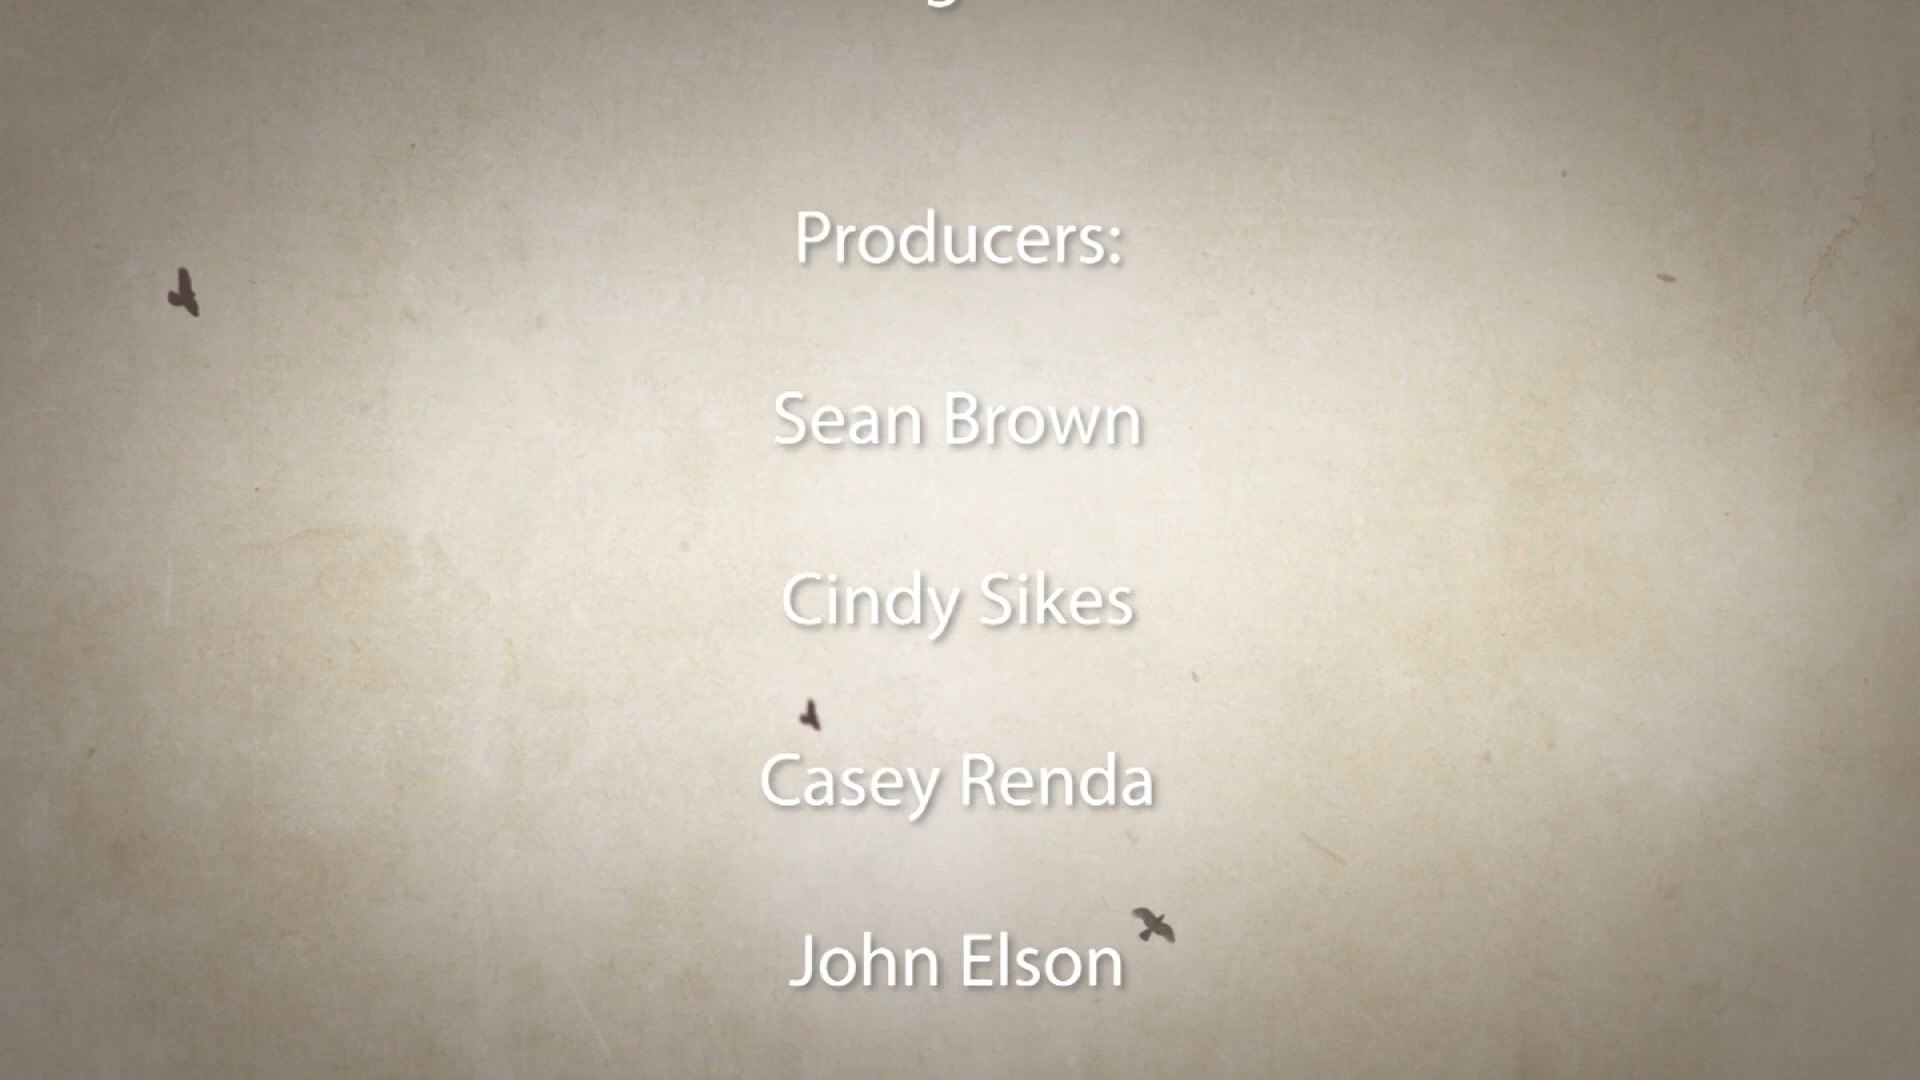 Producers:
Sean Brown
Cindy Sikes
Casey Renda
John Elson